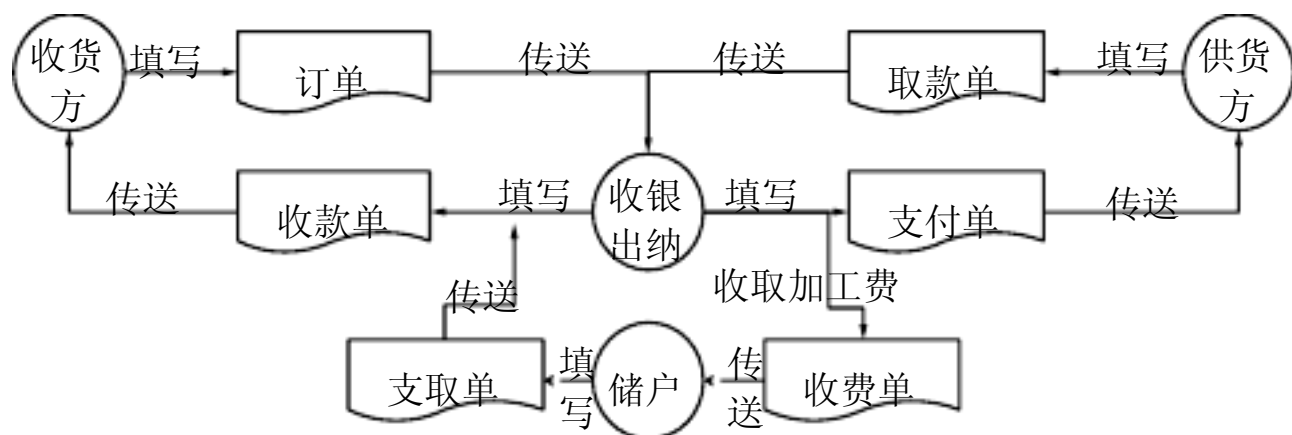 收货方
填写
订单
传送
传送
取款单
填写
供货方
传送
收款单
填写
收银出纳
填写
支付单
传送
传送
收取加工费
支取单
填写
储户
传送
收费单